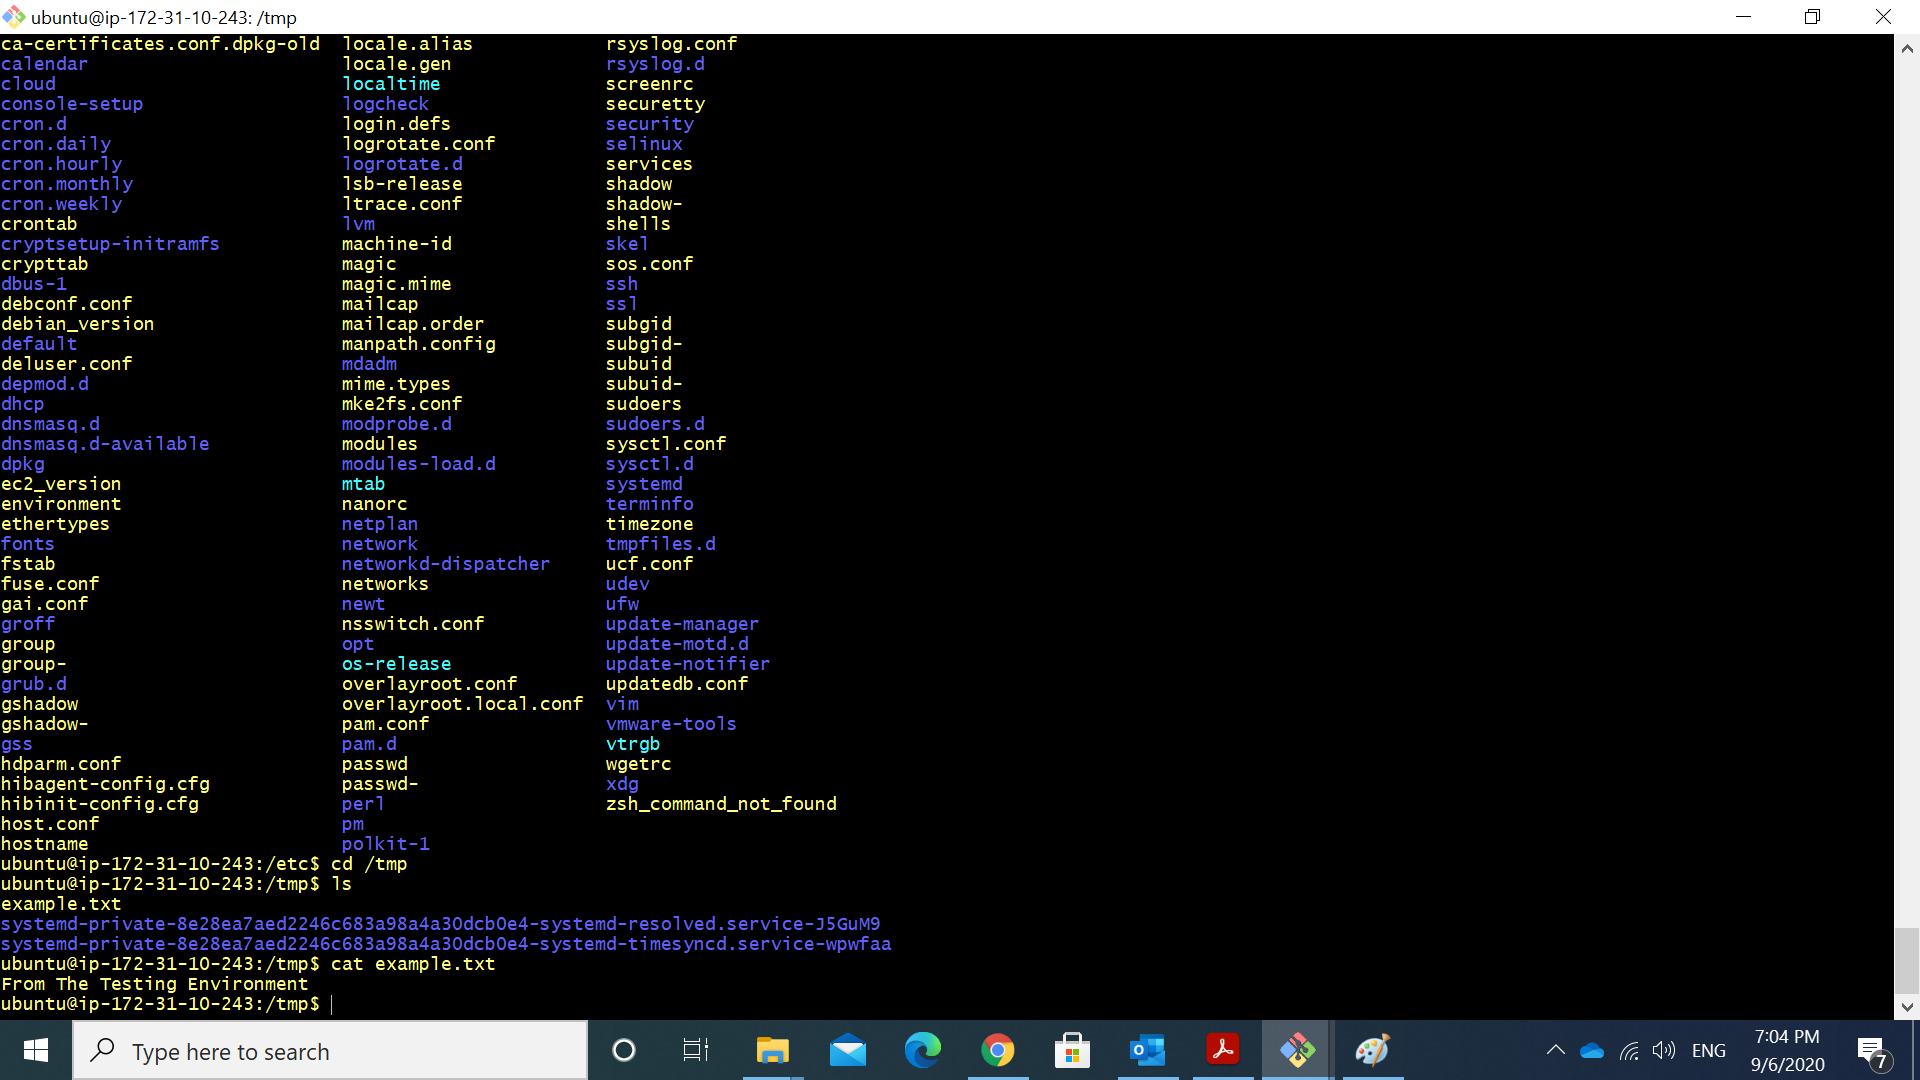 ubuntu@ip-172-31-10-243: /tmp
ca-certificates.conf.dpkg-old locale.alias rsyslog.conf
calendar locale.gen rsyslog.d
cloud localtime screenrc
console-setup logcheck securetty
cron.d login.defs security
cron.daily logrotate.conf selinux
cron.hourly logrotate.d services
cron.monthly lsb-release shadow
cron.weekly ltrace.conf shadow-
crontab lvm shells
cryptsetup-initramfs machine-id skel
crypttab magic sos.conf
dbus-1 magic.mime ssh
debconf.conf mailcap ssl
debian_version mailcap.order subgid
default manpath.config subgid-
deluser.conf mdadm subuid
depmod.d mime.types subuid-
dhcp mke2fs.conf sudoers
dnsmasq.d modprobe.d sudoers.d
dnsmasq.d-available modules sysctl.conf
dpkg modules-load.d sysctl.d
ec2_version mtab systemd
environment nanorc terminfo
ethertypes netplan timezone
fonts network tmpfiles.d
fstab networkd-dispatcher ucf.conf
fuse.conf networks udev
gai.conf newt ufw
groff nsswitch.conf update-manager
group opt update-motd.d
group- os-release update-notifier
grub.d overlayroot.conf updatedb.conf
gshadow overlayroot.local.conf vim
gshadow- pam.conf vmware-tools
gss pam.d vtrgb
hdparm.conf passwd wgetrc
hibagent-config.cfg passwd- xdg
hibinit-config.cfg perl zsh_command_not_found
host.conf pm
hostname polkit-1
ubuntu@ip-172-31-10-243:/etc$ cd /tmp
ubuntu@ip-172-31-10-243:/tmp$ ls
example.txt
systemd-private-8e28ea7aed2246c683a98a4a30dcb0e4-systemd-resolved.service-J5GuM9
systemd-private-8e28ea7aed2246c683a98a4a30dcb0e4-systemd-timesyncd.service-wpwfaa
ubuntu@ip-172-31-10-243:/tmp$ cat example.txt
From The Testing Environment
ubuntu@ip-172-31-10-243:/tmp$
Type here to search
ENG
7:04 PM
9/6/2020
7